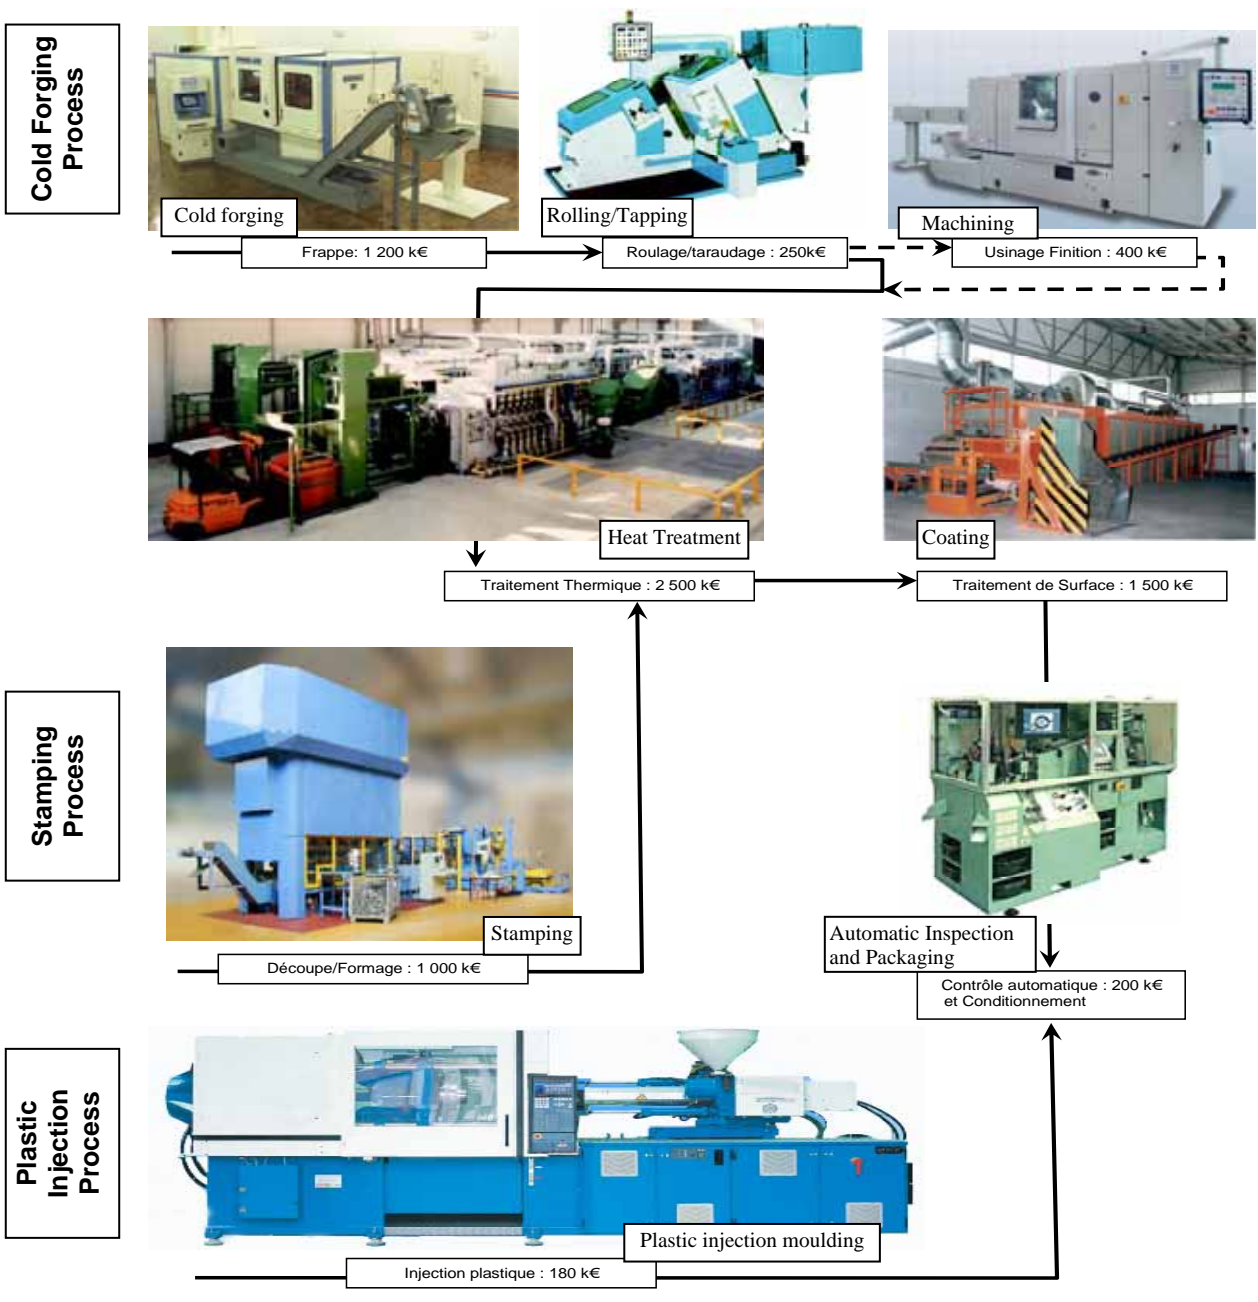 Cold Forging
Process
Cold forging
Rolling/Tapping
Machining
Frappe: 1 200 k€
Roulage/taraudage : 250k€
Usinage Finition : 400 k€
Heat Treatment
Coating
Traitement Thermique : 2 500 k€
Traitement de Surface : 1 500 k€
Stamping
Process
Stamping
Découpe/Formage : 1 000 k€
Automatic Inspection
and Packaging
Contrôle automatique : 200 k€
et Conditionnement
Plastic
Injection
Process
Plastic injection moulding
Injection plastique : 180 k€